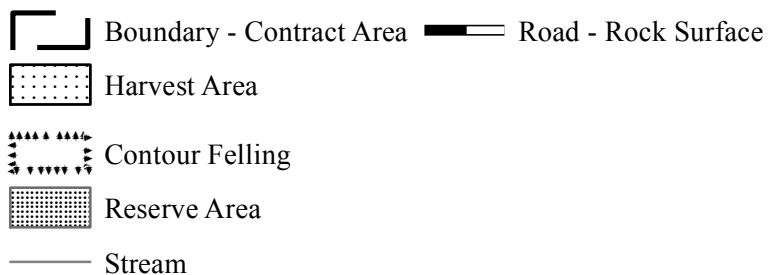 Boundary - Contract Area Road - Rock Surface
Harvest Area
Contour Felling
Reserve Area
Stream